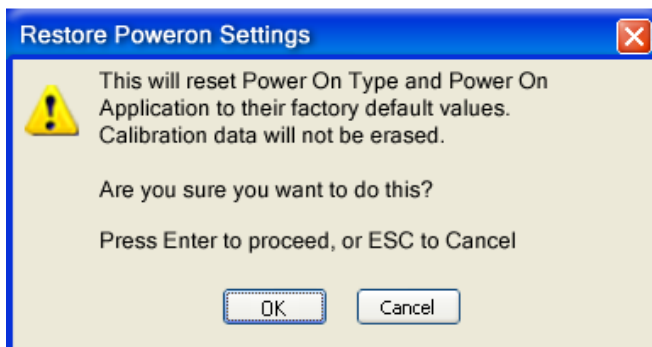 Restore Poweron Settings
This will reset Power On Type and Power On
Application to their factory default values.
Calibration data will not be erased.
Are you sure you want to do this?
Press Enter to proceed, or ESC to Cancel
OK
Cancel